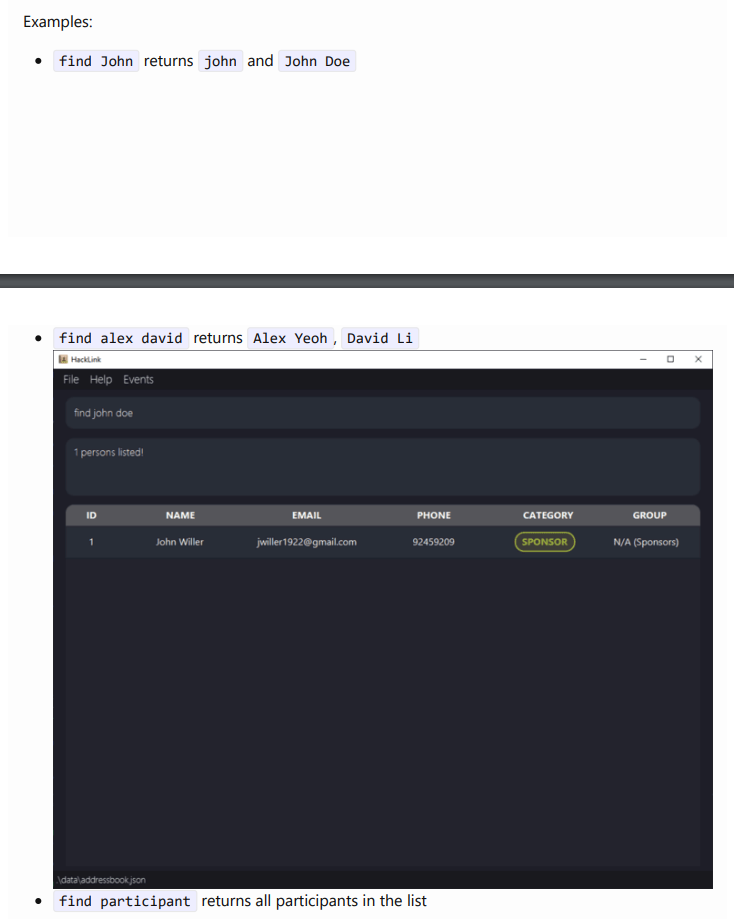 Examples:
• find John returns john and John Doe
• find alex david returns Alex Yeoh , David Li
HackLink
File Help Events
find john doe
1 persons listed!
ID NAME EMAIL PHONE CATEGORY GROUP
1 John Willer jwiller1922@gmail.com 92459209 SPONSOR N/A (Sponsors)
\data\addressbook.json
• find participant returns all participants in the list